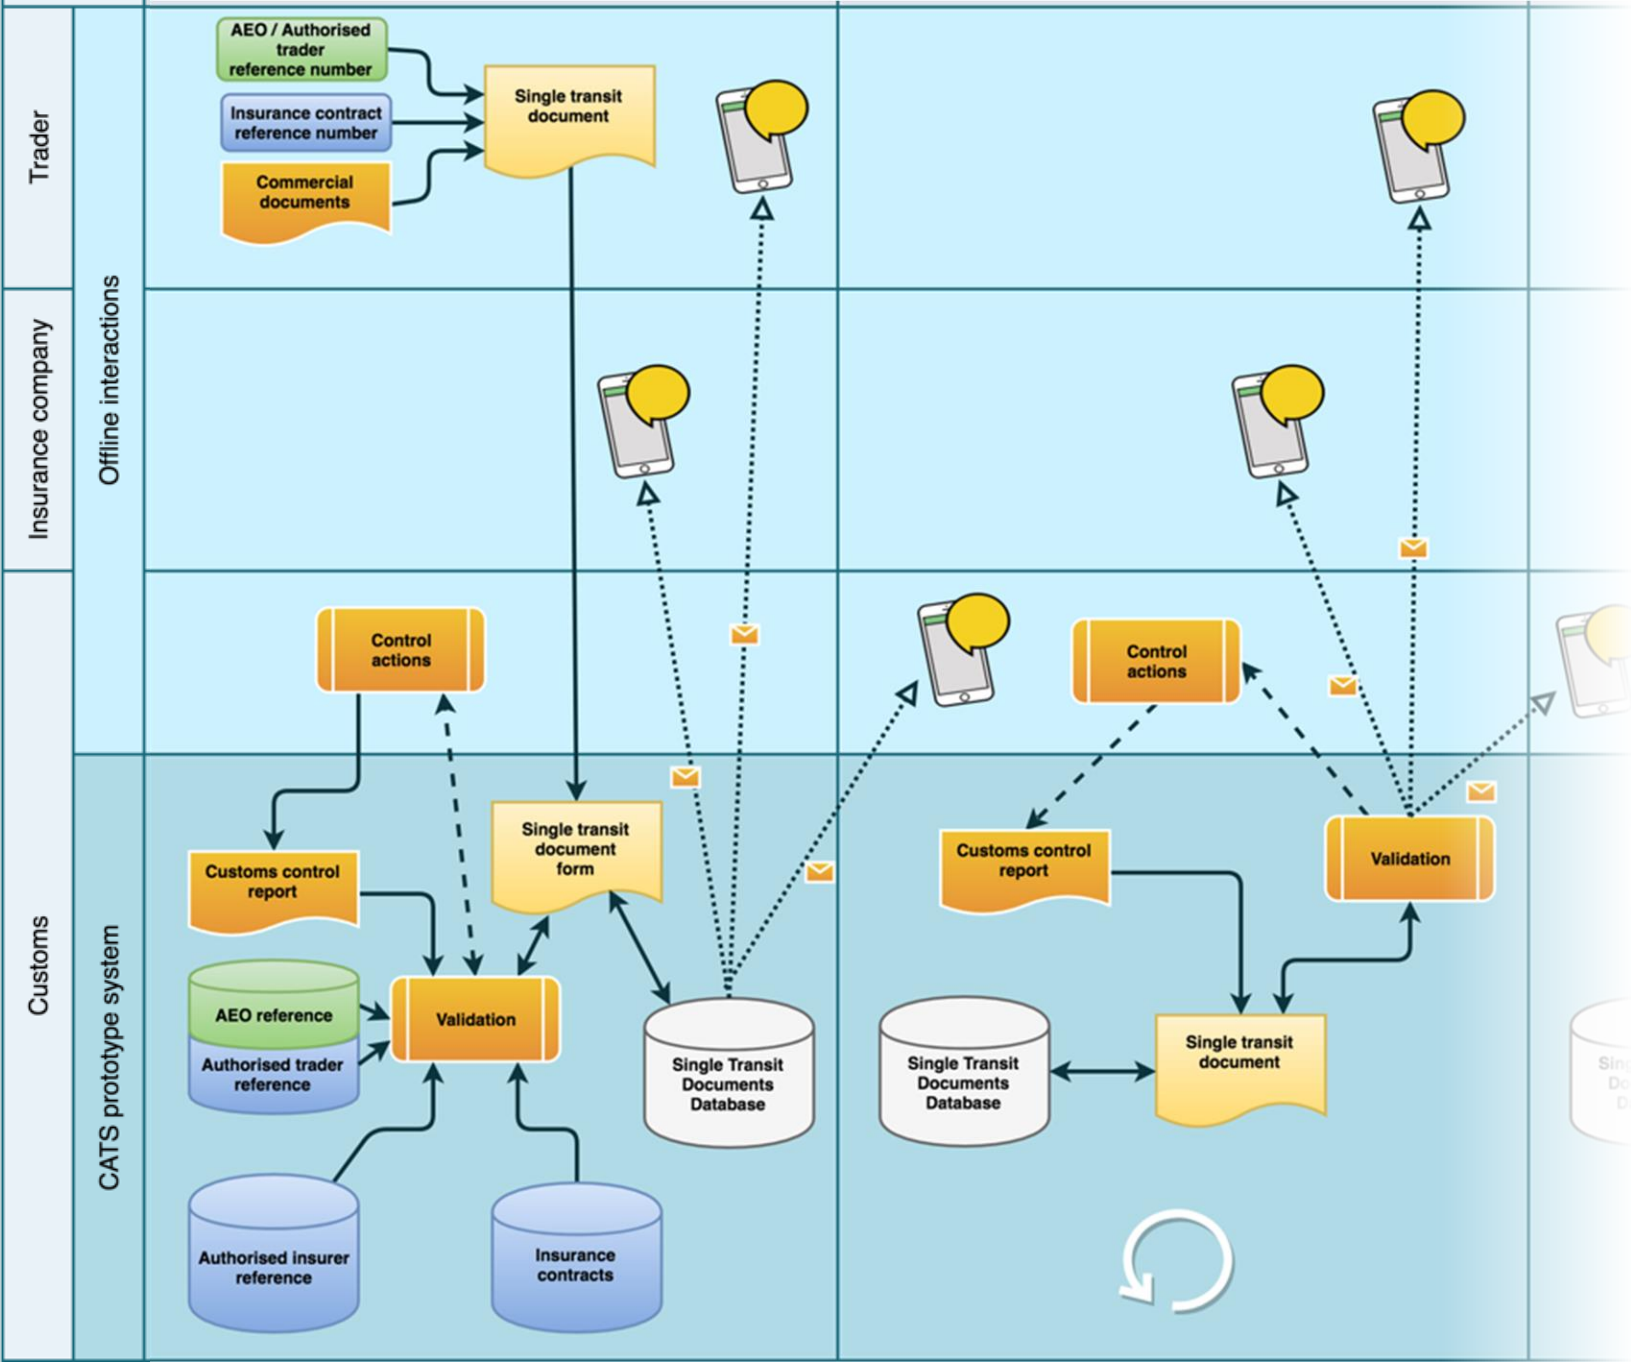 Trader
Insurance company
Customs
Offline interactions
CATS prototype system
AEO / Authorised
trader
reference number
Insurance contract
reference number
Commercial
documents
Single transit
document
Control
actions
Customs control
report
Single transit
document
form
AEO reference
Authorised trader
reference
Validation
Single Transit
Documents
Database
Authorised insurer
reference
Insurance
contracts
Control
actions
Customs control
report
Validation
Single Transit
Documents
Database
Single transit
document